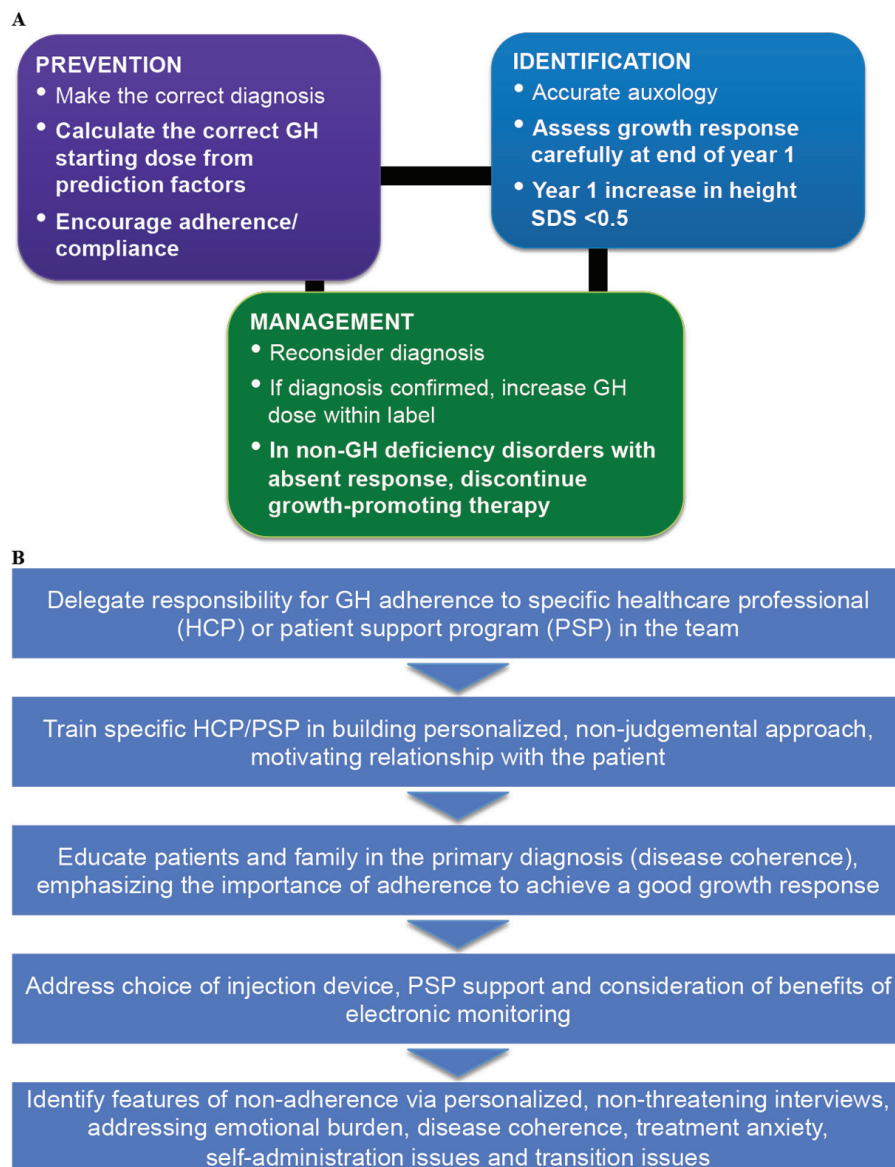 A
PREVENTION
• Make the correct diagnosis
• Calculate the correct GH
starting dose from
prediction factors
• Encourage adherence/
compliance
IDENTIFICATION
• Accurate auxology
• Assess growth response
carefully at end of year 1
• Year 1 increase in height
SDS <0.5
MANAGEMENT
• Reconsider diagnosis
• If diagnosis confirmed, increase GH
dose within label
• In non-GH deficiency disorders with
absent response, discontinue
growth-promoting therapy
B
Delegate responsibility for GH adherence to specific healthcare professional
(HCP) or patient support program (PSP) in the team
Train specific HCP/PSP in building personalized, non-judgemental approach,
motivating relationship with the patient
Educate patients and family in the primary diagnosis (disease coherence),
emphasizing the importance of adherence to achieve a good growth response
Address choice of injection device, PSP support and consideration of benefits of
electronic monitoring
Identify features of non-adherence via personalized, non-threatening interviews,
addressing emotional burden, disease coherence, treatment anxiety,
self-administration issues and transition issues